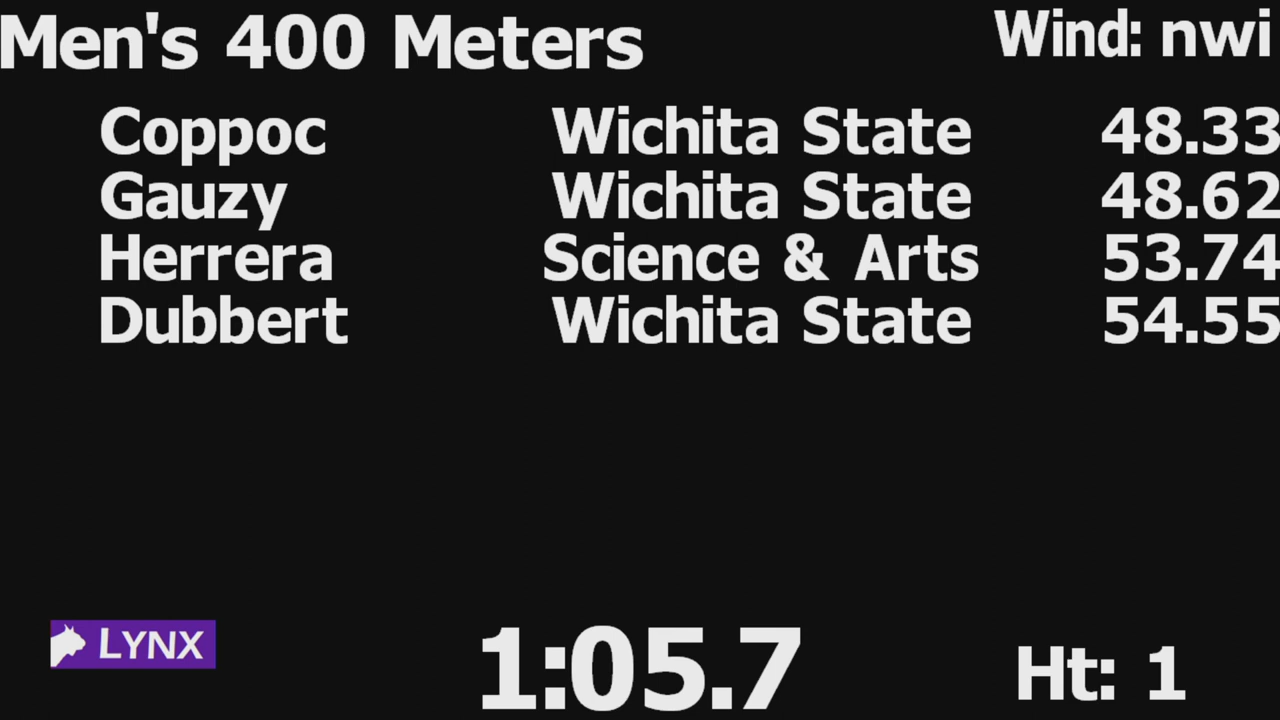 Men's 400 Meters Wind: nwi
Coppoc Wichita State 48.33
Gauzy Wichita State 48.62
Herrera Science & Arts 53.74
Dubbert Wichita State 54.55
LYNX 1:05.7 Ht: 1